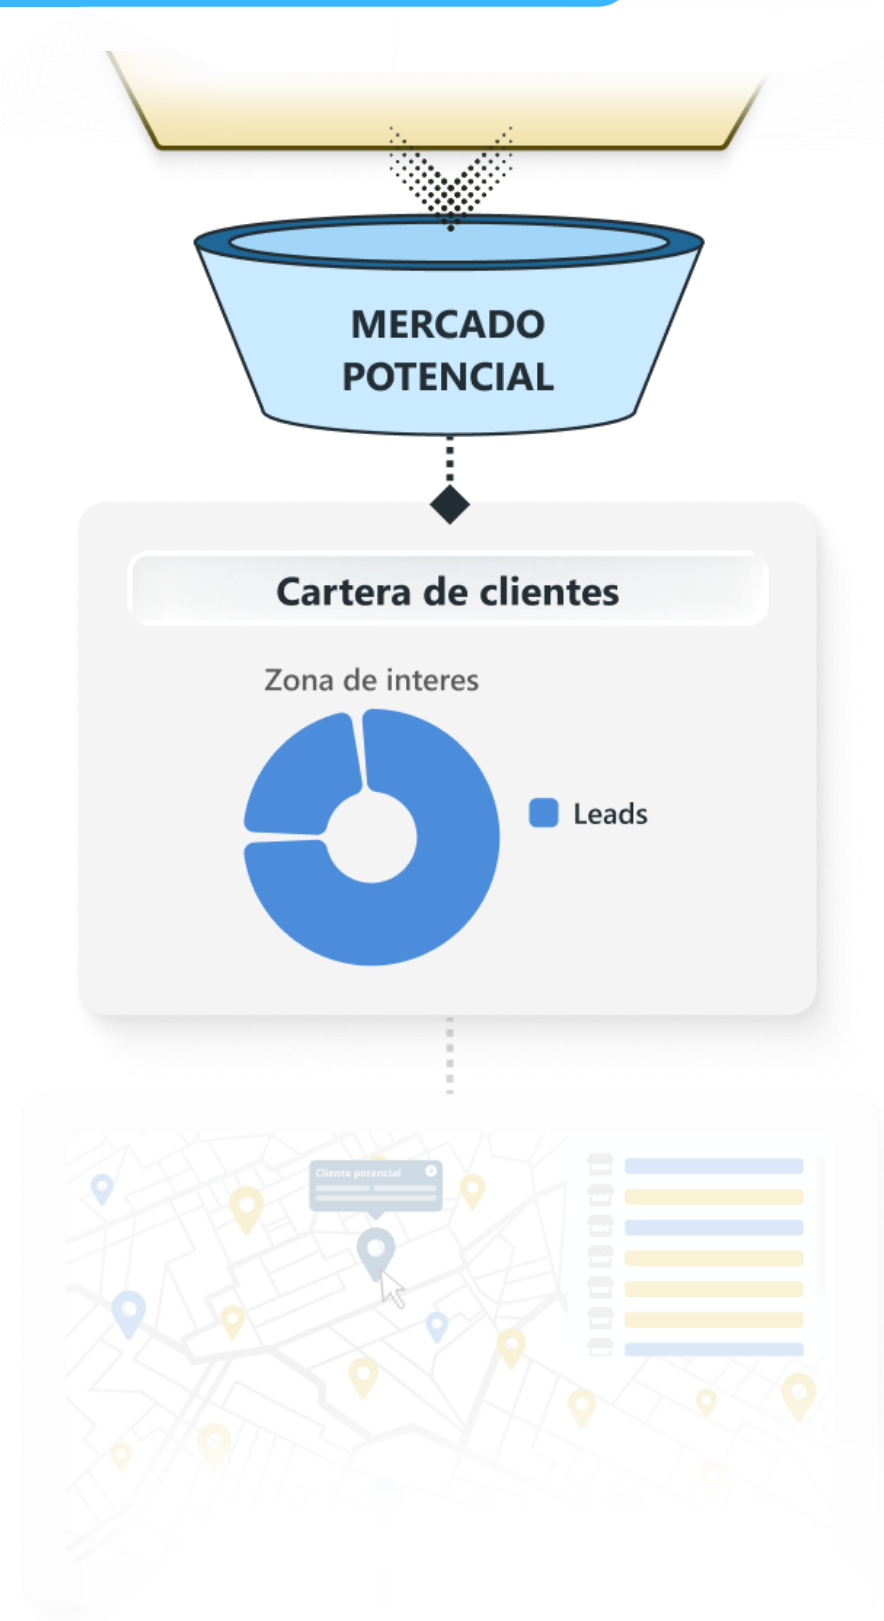 MERCADO
POTENCIAL
Cartera de clientes
Zona de interes
Leads
Cliente potencial